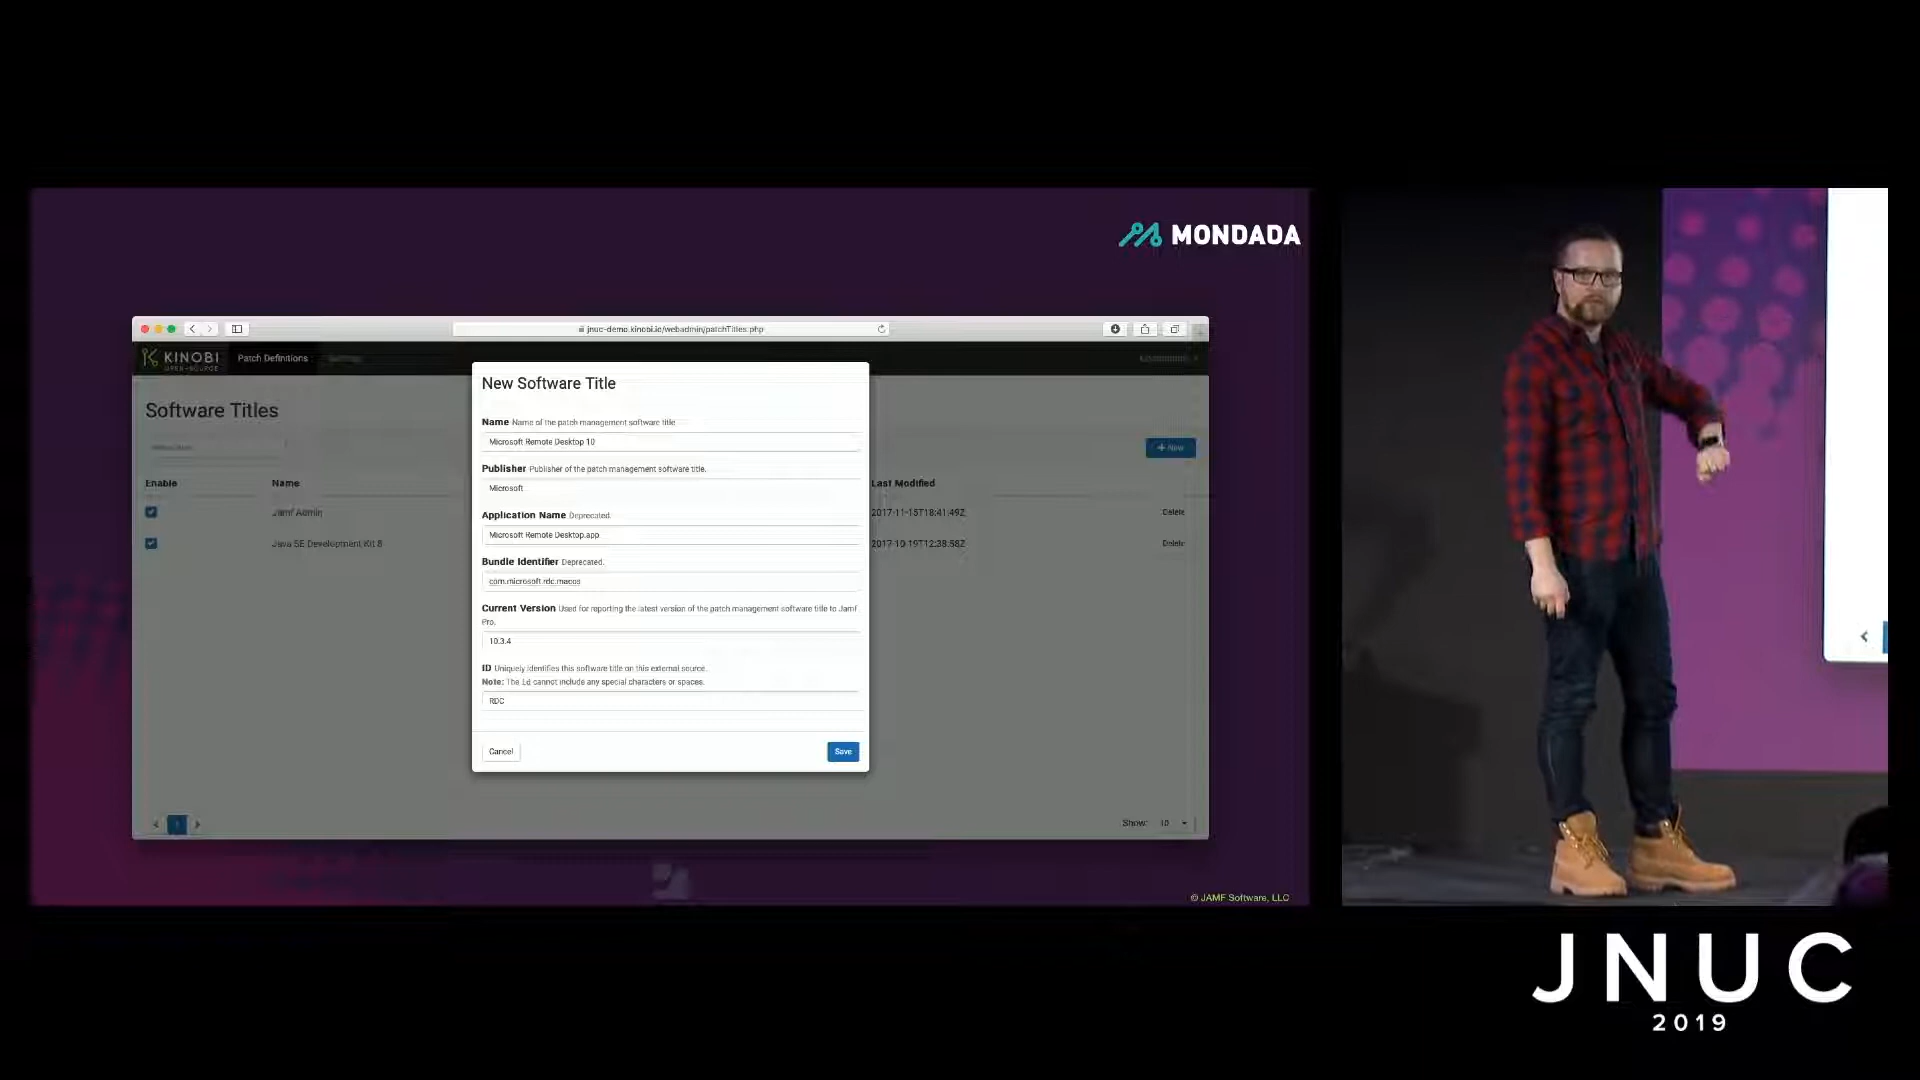 MONDADA
jnuc-demo.kinobi.io/webadmin/patchTitles.php
KINOBI
OPEN-SOURCE
Patch Definitions
Settings
Software Titles
+ New
Enable
Name
Last Modified
Jamf Admin
2017-11-15T18:41:49Z
Delete
Java SE Development Kit 8
2017-10-19T12:38:58Z
Delete
New Software Title
Name Name of the patch management software title
Microsoft Remote Desktop 10
Publisher Publisher of the patch management software title.
Microsoft
Application Name Deprecated.
Microsoft Remote Desktop.app
Bundle Identifier Deprecated.
com.microsoft.rdc.macos
Current Version Used for reporting the latest version of the patch management software title to Jamf
Pro.
10.3.4
ID Uniquely identifies this software title on this external source.
Note: The id cannot include any special characters or spaces.
RDC
Cancel
Save
Show: 10
© JAMF Software, LLC
JNUC
2019